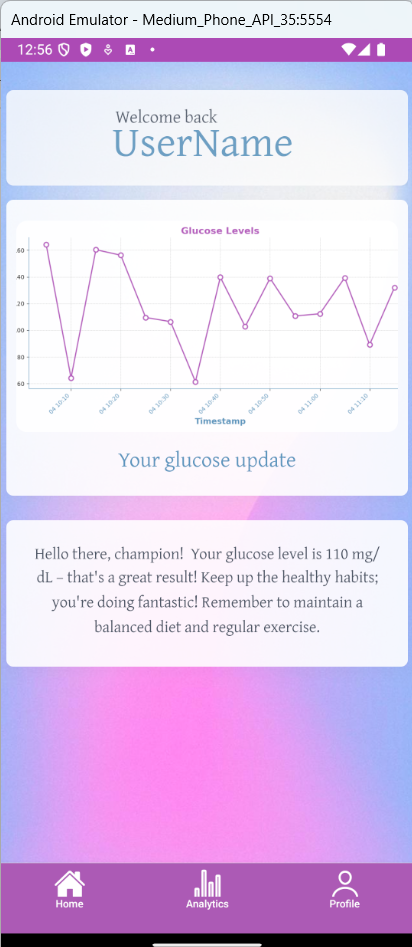 Android Emulator - Medium_Phone_API_35:5554
12:56
A
Welcome back
UserName
Glucose Levels
60
40
20
00
80
60
04 10:10
04 10:20
04 10:30
04 10:40
04 10:50
04 11:00
04 11:10
Timestamp
Your glucose update
Hello there, champion!  Your glucose level is 110 mg/
dL – that's a great result! Keep up the healthy habits;
you're doing fantastic! Remember to maintain a
balanced diet and regular exercise.
Home
Analytics
Profile